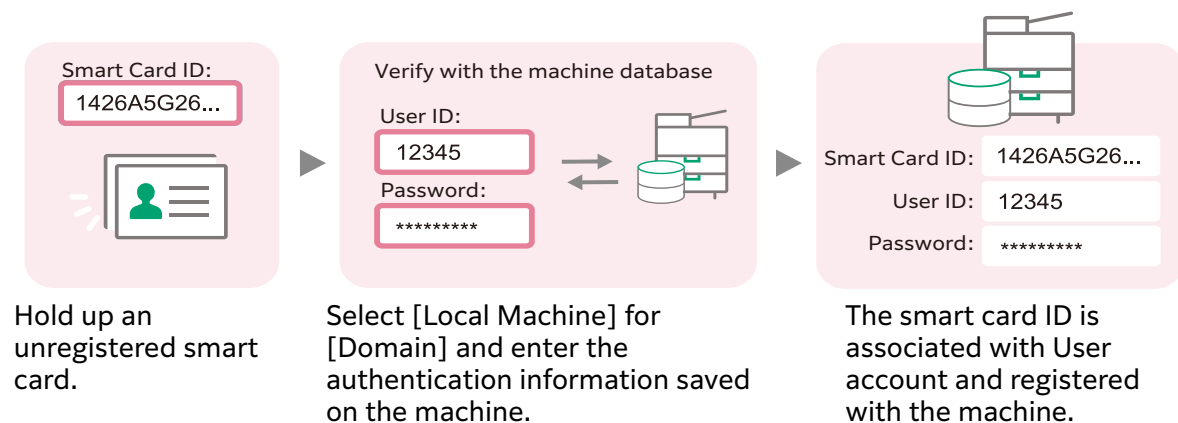 Smart Card ID:
1426A5G26...
Hold up an
unregistered smart
card.
Verify with the machine database
User ID:
12345
Password:
*********
Select [Local Machine] for
[Domain] and enter the
authentication information saved
on the machine.
Smart Card ID: 1426A5G26...
User ID: 12345
Password: *********
The smart card ID is
associated with User
account and registered
with the machine.